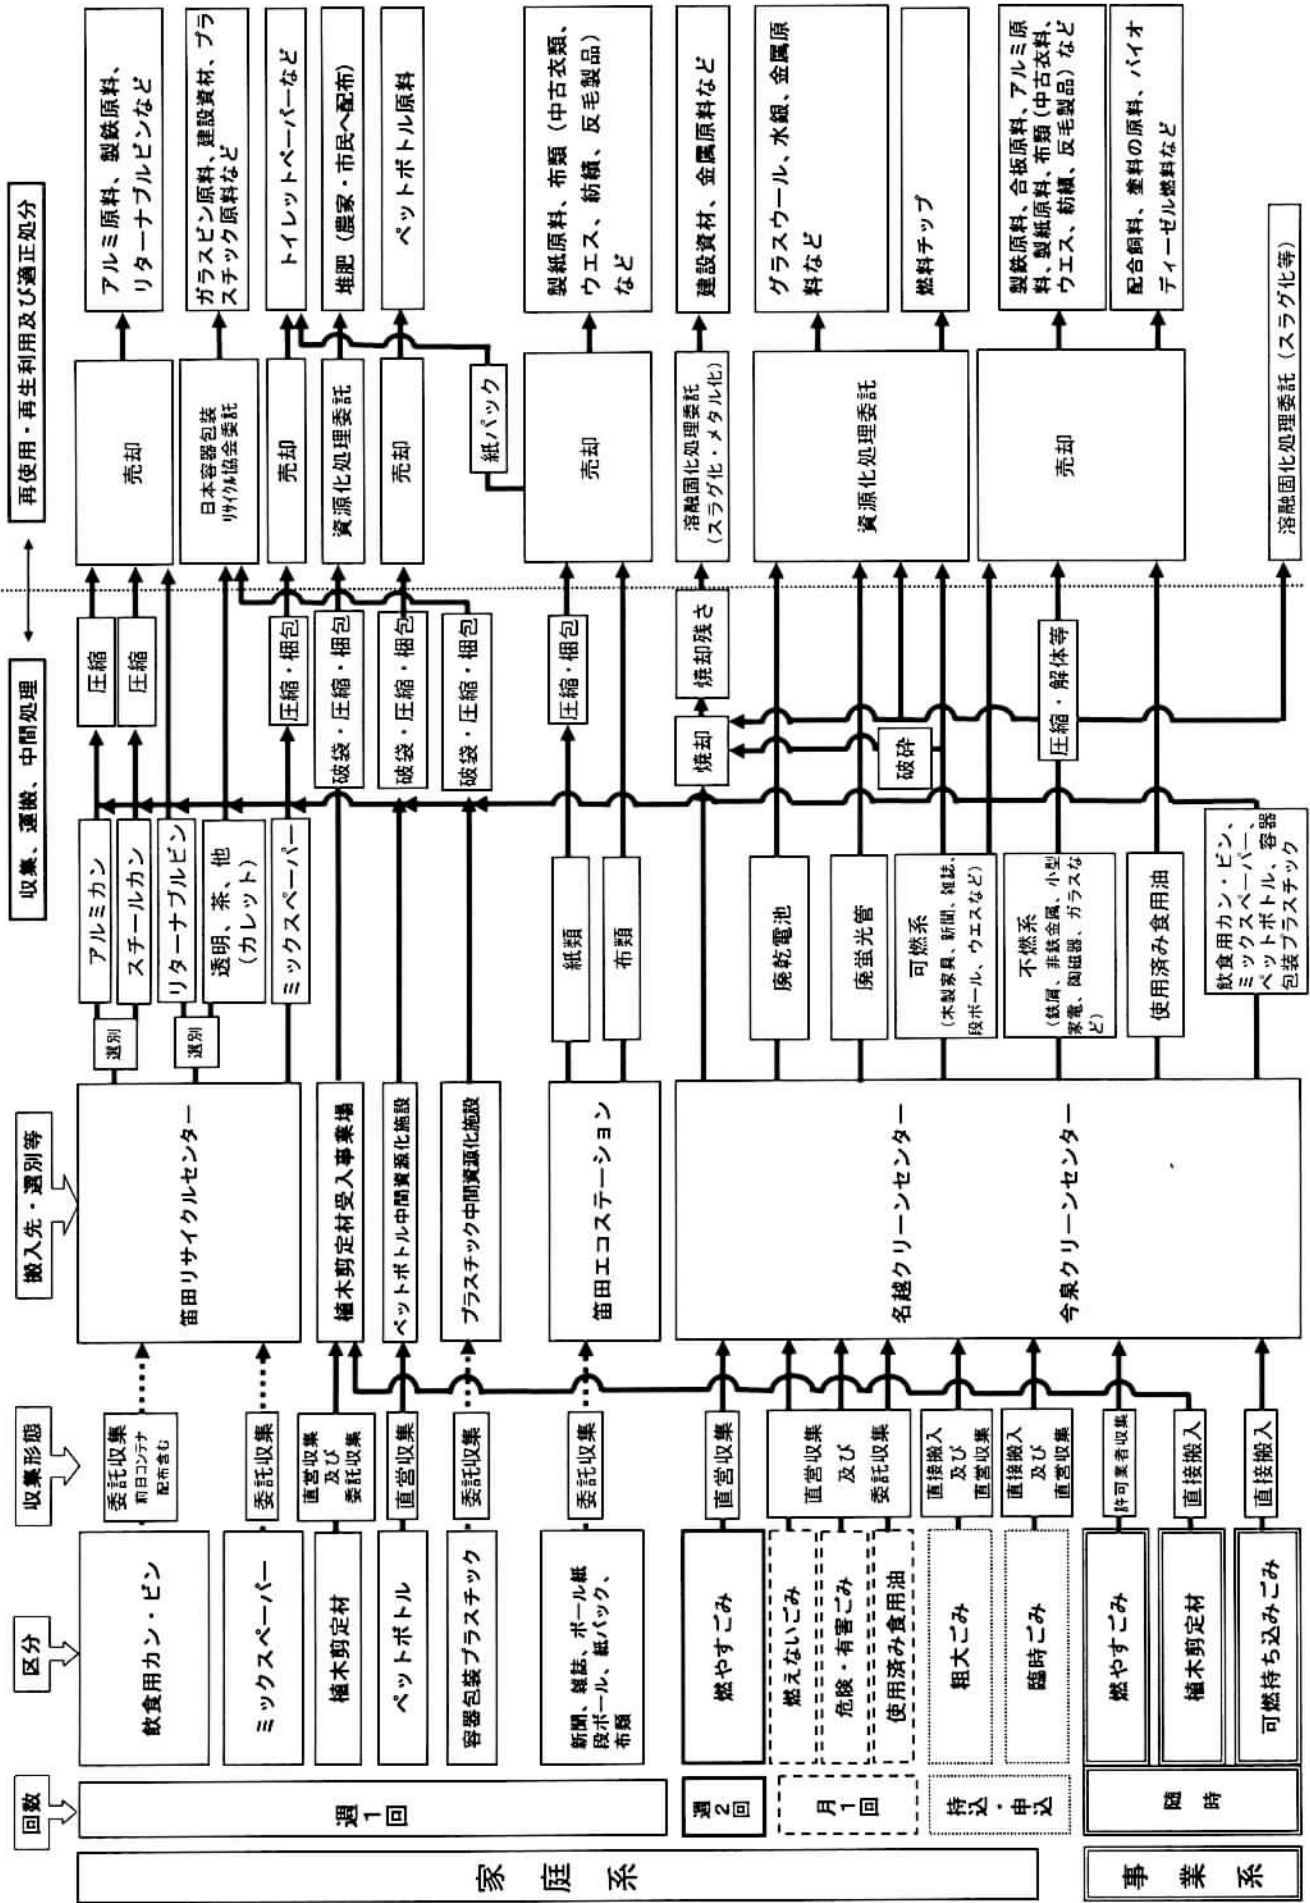 回数
区分
収集形態
搬入先・選別等
収集、運搬、中間処理
再使用・再生利用及び適正処分
家庭系
事業系
週1回
週2回
月1回
持込・申込
随時
飲食用カン・ビン
ミックスペーパー
植木剪定材
ペットボトル
容器包装プラスチック
新聞、雑誌、ボール紙
段ボール、紙パック、
布類
燃やすごみ
燃えないごみ
危険・有害ごみ
使用済み食用油
粗大ごみ
臨時ごみ
燃やすごみ
植木剪定材
可燃持ち込みごみ
委託収集
前日コンテナ
配布含む
委託収集
直営収集
及び
委託収集
直営収集
委託収集
委託収集
直営収集
直営収集
及び
委託収集
直接搬入
及び
直営収集
直接搬入
及び
直営収集
許可業者収集
直接搬入
直接搬入
笛田リサイクルセンター
植木剪定材受入事業場
ペットボトル中間資源化施設
プラスチック中間資源化施設
笛田エコステーション
名越クリーンセンター
今泉クリーンセンター
選別
選別
アルミカン
スチールカン
リターナブルビン
透明、茶、他
(カレット)
ミックスペーパー
紙類
布類
廃乾電池
廃蛍光管
可燃系
(木製家具、新聞、雑誌、
段ボール、ウエスなど)
不燃系
(鉄屑、非鉄金属、小型
家電、陶磁器、ガラスな
ど)
使用済み食用油
飲食用カン・ビン、
ミックスペーパー、
ペットボトル、容器
包装プラスチック
圧縮
圧縮
圧縮・梱包
破袋・圧縮・梱包
破袋・圧縮・梱包
破袋・圧縮・梱包
圧縮・梱包
焼却
焼却残さ
破砕
圧縮・解体等
売却
日本容器包装
リサイクル協会委託
売却
資源化処理委託
売却
紙パック
売却
溶融固化処理委託
(スラグ化・メタル化)
資源化処理委託
売却
溶融固化処理委託(スラグ化等)
アルミ原料、製鉄原料、
リターナブルビンなど
ガラスビン原料、建設資材、プラ
スチック原料など
トイレットペーパーなど
堆肥(農家・市民へ配布)
ペットボトル原料
製紙原料、布類(中古衣類、
ウエス、紡績、反毛製品)
など
建設資材、金属原料など
グラスウール、水銀、金属原
料など
燃料チップ
製鉄原料、合板原料、アルミ原
料、製紙原料、布類(中古衣料、
ウエス、紡績、反毛製品)など
配合飼料、塗料の原料、バイオ
ディーゼル燃料など